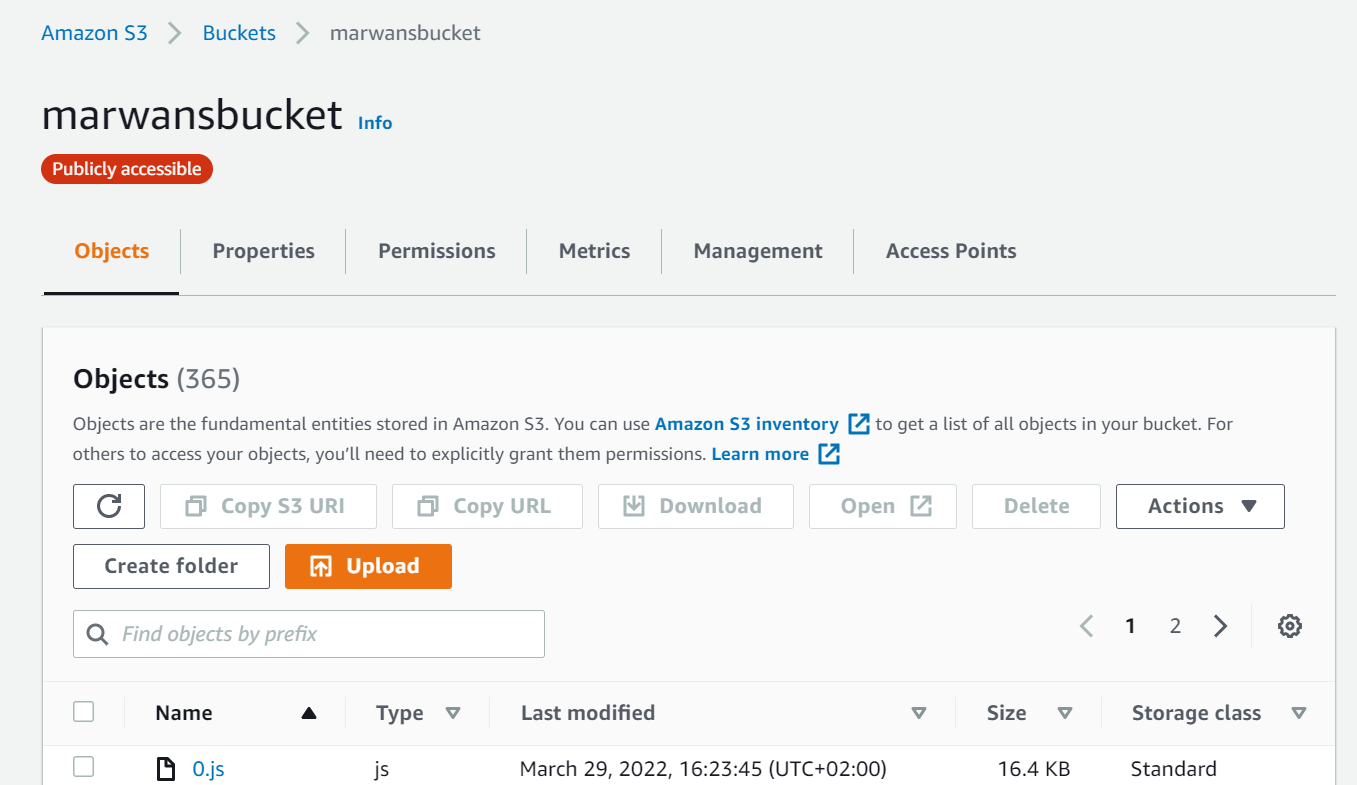 Amazon S3 Buckets marwansbucket
marwansbucket Info
Publicly accessible
Objects Properties Permissions Metrics Management Access Points
Objects (365)
Objects are the fundamental entities stored in Amazon S3. You can use Amazon S3 inventory to get a list of all objects in your bucket. For
others to access your objects, you’ll need to explicitly grant them permissions. Learn more
Copy S3 URI Copy URL Download Open Delete Actions
Create folder Upload
Find objects by prefix 1 2
Name Type Last modified Size Storage class
0.js js March 29, 2022, 16:23:45 (UTC+02:00) 16.4 KB Standard